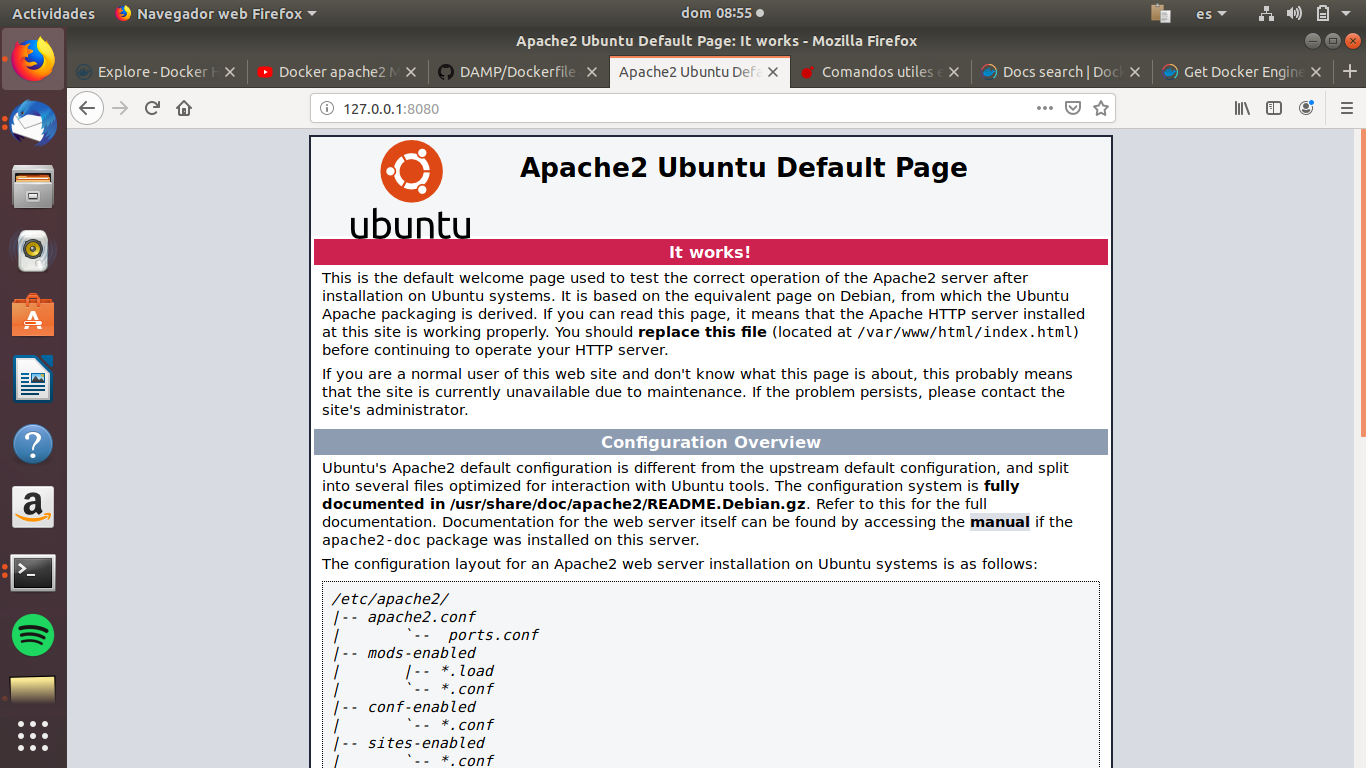 Actividades Navegador web Firefox dom 08:55 es
Apache2 Ubuntu Default Page: It works - Mozilla Firefox
Explore - Docker H Docker apache2 M DAMP/Dockerfile Apache2 Ubuntu Defa Comandos utiles e Docs search | Doc Get Docker Engine
127.0.0.1:8080
ubuntu
Apache2 Ubuntu Default Page
It works!
This is the default welcome page used to test the correct operation of the Apache2 server after
installation on Ubuntu systems. It is based on the equivalent page on Debian, from which the Ubuntu
Apache packaging is derived. If you can read this page, it means that the Apache HTTP server installed
at this site is working properly. You should replace this file (located at /var/www/html/index.html)
before continuing to operate your HTTP server.
If you are a normal user of this web site and don't know what this page is about, this probably means
that the site is currently unavailable due to maintenance. If the problem persists, please contact the
site's administrator.
Configuration Overview
Ubuntu's Apache2 default configuration is different from the upstream default configuration, and split
into several files optimized for interaction with Ubuntu tools. The configuration system is fully
documented in /usr/share/doc/apache2/README.Debian.gz. Refer to this for the full
documentation. Documentation for the web server itself can be found by accessing the manual if the
apache2-doc package was installed on this server.
The configuration layout for an Apache2 web server installation on Ubuntu systems is as follows:
/etc/apache2/
|-- apache2.conf
|       `--  ports.conf
|-- mods-enabled
|       |-- *.load
|       `-- *.conf
|-- conf-enabled
|       `-- *.conf
|-- sites-enabled
|       `-- *.conf